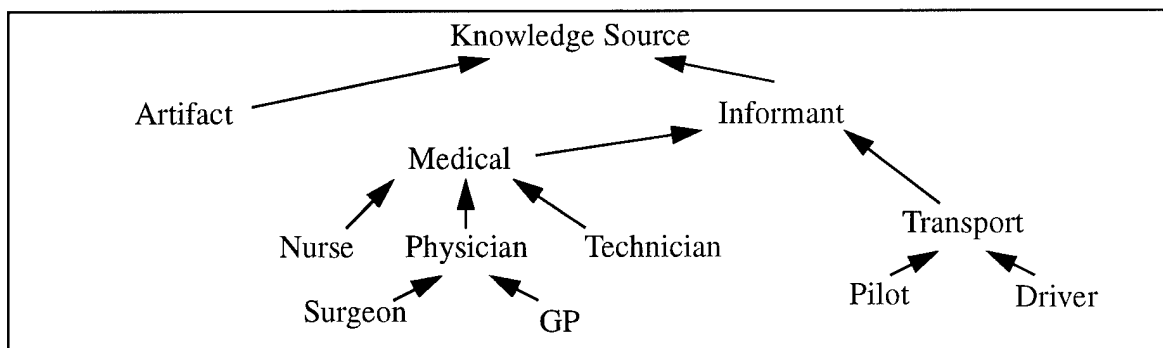 Knowledge Source
Artifact
Informant
Medical
Transport
Nurse
Physician
Technician
Surgeon
GP
Pilot
Driver